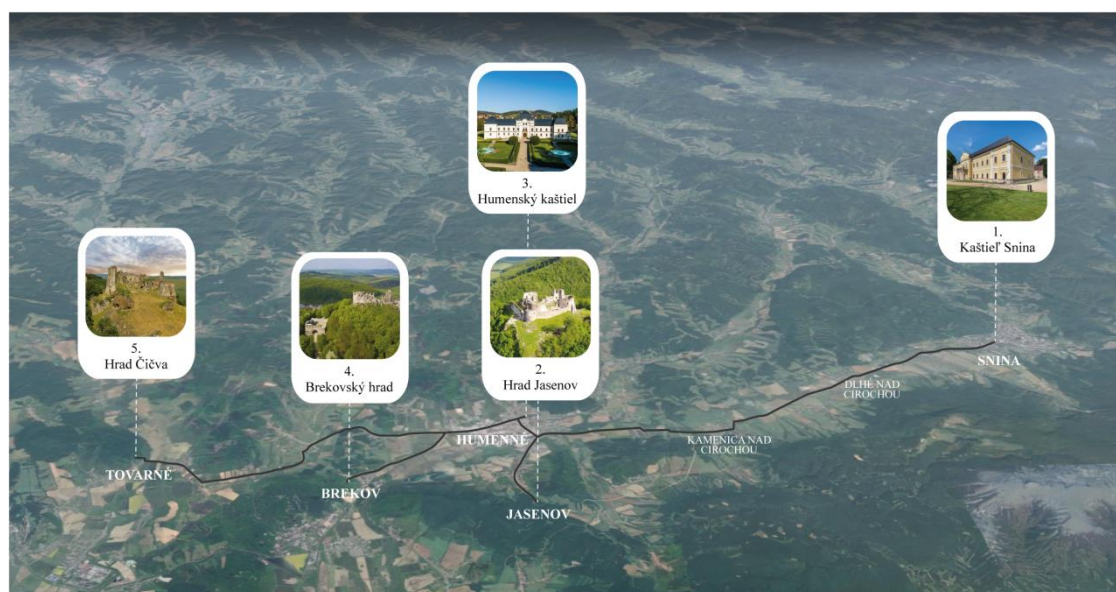 3.
Humenský kaštiel
1.
Kaštieľ Snina
5.
Hrad Čičva
4.
Brekovský hrad
2.
Hrad Jasenov
SNINA
DLHÉ NAD
CIROCHOU
HUMENNÉ
KAMENICA NAD
CIROCHOU
TOVARNÉ
BREKOV
JASENOV